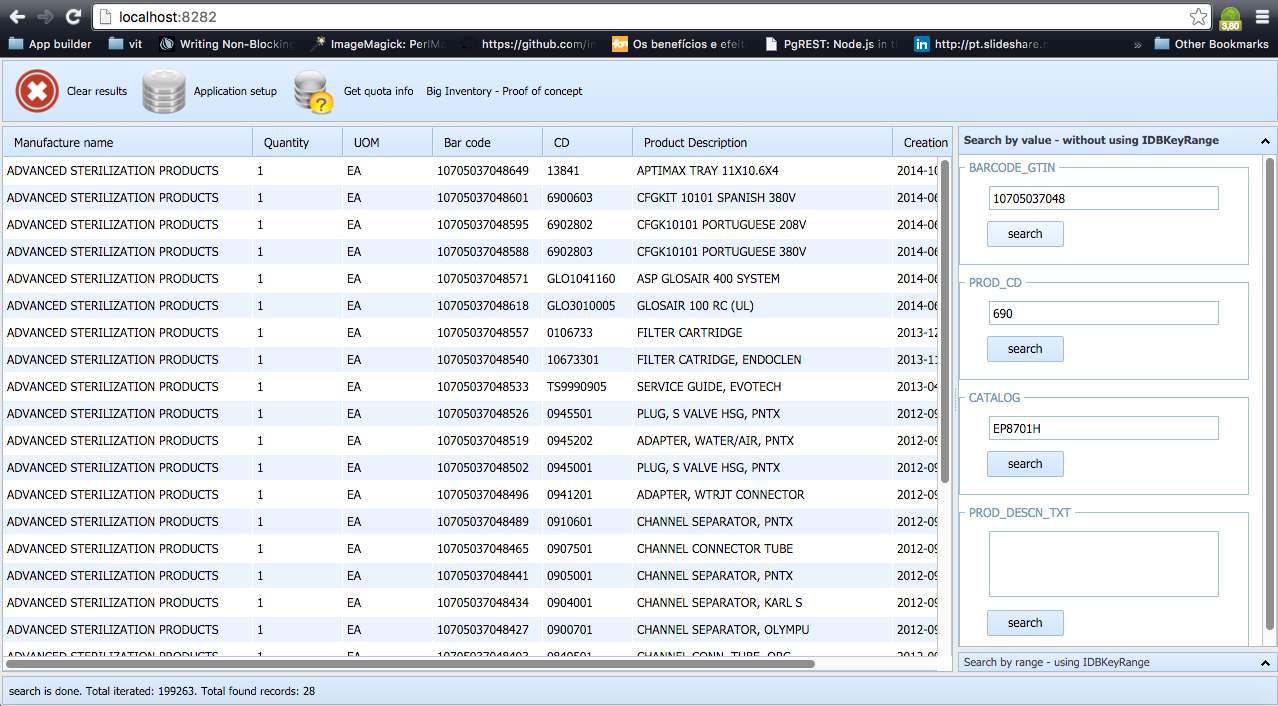 localhost:8282
3,80
App builder vit Writing Non-Blocking ImageMagick: PerlMa https://github.com/in Os benefícios e efeit PgREST: Node.js in t http://pt.slideshare.n » Other Bookmarks
Clear results Application setup Get quota info Big Inventory - Proof of concept
Manufacture name Quantity UOM Bar code CD Product Description Creation
ADVANCED STERILIZATION PRODUCTS 1 EA 10705037048649 13841 APTIMAX TRAY 11X10.6X4 2014-10
ADVANCED STERILIZATION PRODUCTS 1 EA 10705037048601 6900603 CFGKIT 10101 SPANISH 380V 2014-06
ADVANCED STERILIZATION PRODUCTS 1 EA 10705037048595 6902802 CFGK10101 PORTUGUESE 208V 2014-06
ADVANCED STERILIZATION PRODUCTS 1 EA 10705037048588 6902803 CFGK10101 PORTUGUESE 380V 2014-06
ADVANCED STERILIZATION PRODUCTS 1 EA 10705037048571 GLO1041160 ASP GLOSAIR 400 SYSTEM 2014-06
ADVANCED STERILIZATION PRODUCTS 1 EA 10705037048618 GLO3010005 GLOSAIR 100 RC (UL) 2014-06
ADVANCED STERILIZATION PRODUCTS 1 EA 10705037048557 0106733 FILTER CARTRIDGE 2013-12
ADVANCED STERILIZATION PRODUCTS 1 EA 10705037048540 10673301 FILTER CATRIDGE, ENDOCLEN 2013-11
ADVANCED STERILIZATION PRODUCTS 1 EA 10705037048533 TS9990905 SERVICE GUIDE, EVOTECH 2013-04
ADVANCED STERILIZATION PRODUCTS 1 EA 10705037048526 0945501 PLUG, S VALVE HSG, PNTX 2012-09
ADVANCED STERILIZATION PRODUCTS 1 EA 10705037048519 0945202 ADAPTER, WATER/AIR, PNTX 2012-09
ADVANCED STERILIZATION PRODUCTS 1 EA 10705037048502 0945001 PLUG, S VALVE HSG, PNTX 2012-09
ADVANCED STERILIZATION PRODUCTS 1 EA 10705037048496 0941201 ADAPTER, WTRJT CONNECTOR 2012-09
ADVANCED STERILIZATION PRODUCTS 1 EA 10705037048489 0910601 CHANNEL SEPARATOR, PNTX 2012-09
ADVANCED STERILIZATION PRODUCTS 1 EA 10705037048465 0907501 CHANNEL CONNECTOR TUBE 2012-09
ADVANCED STERILIZATION PRODUCTS 1 EA 10705037048441 0905001 CHANNEL SEPARATOR, PNTX 2012-09
ADVANCED STERILIZATION PRODUCTS 1 EA 10705037048434 0904001 CHANNEL SEPARATOR, KARL S 2012-09
ADVANCED STERILIZATION PRODUCTS 1 EA 10705037048427 0900701 CHANNEL SEPARATOR, OLYMPU 2012-09
ADVANCED STERILIZATION PRODUCTS 1 EA
Search by value - without using IDBKeyRange
BARCODE_GTIN
10705037048
search
PROD_CD
690
search
CATALOG
EP8701H
search
PROD_DESCN_TXT
search
Search by range - using IDBKeyRange
search is done. Total iterated: 199263. Total found records: 28